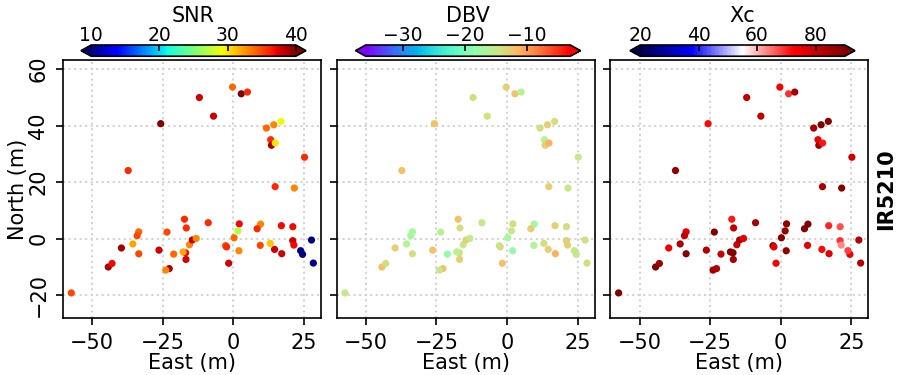 SNR DBV Xc
10 20 30 40 −30 −20 −10 20 40 60 80
60
40
20
0
−20
North (m)
−50 −25 0 25 −50 −25 0 25 −50 −25 0 25
East (m) East (m) East (m)
IR5210